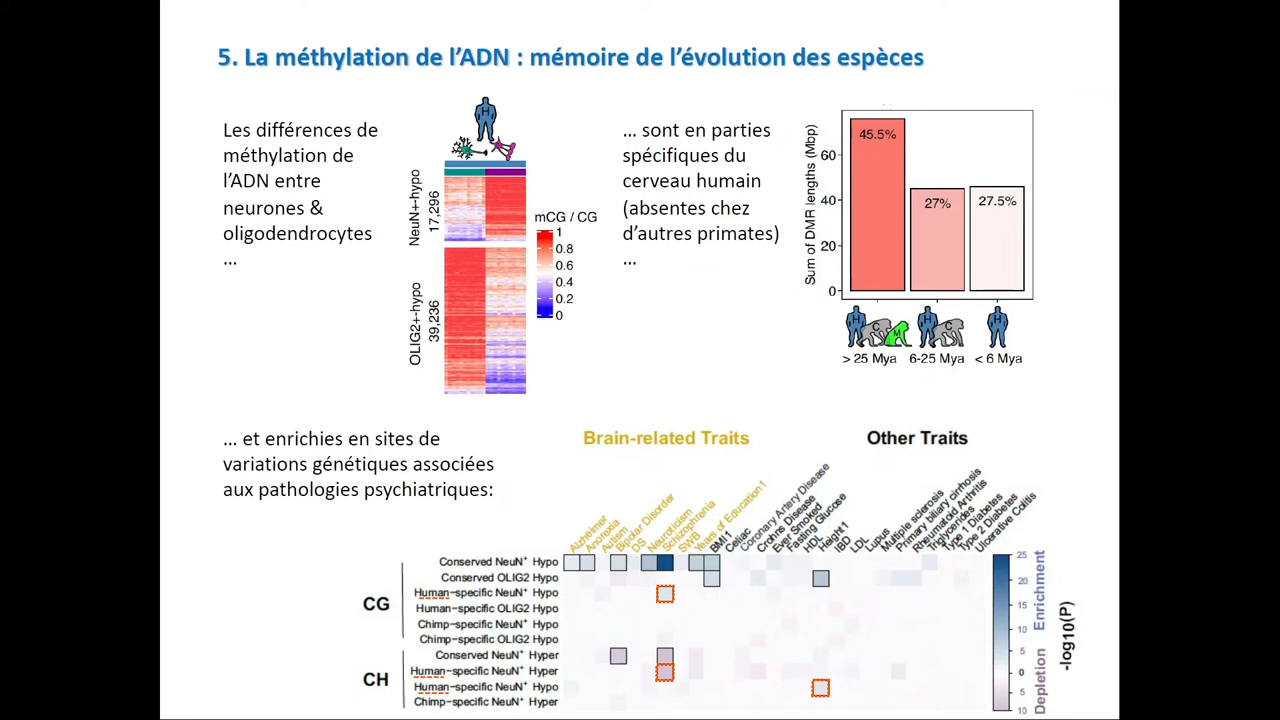 5. La méthylation de l’ADN : mémoire de l’évolution des espèces
Les différences de
méthylation de
l’ADN entre
neurones &
oligodendrocytes
...
H
NeuN+-hypo
17,296
OLIG2+-hypo
39,236
mCG / CG
1
0.8
0.6
0.4
0.2
0
... sont en parties
spécifiques du
cerveau humain
(absentes chez
d’autres primates)
...
Sum of DMR lengths (Mbp)
60
40
20
0
45.5%
27%
27.5%
H C M
H C
H
> 25 Mya
6-25 Mya
< 6 Mya
... et enrichies en sites de
variations génétiques associées
aux pathologies psychiatriques:
Brain-related Traits
Other Traits
Alzheimer
Anorexia
Autism
Bipolar Disorder
DS
Neuroticism
Schizophrenia
SWB
Years of Education1
BMI1
Celiac
Coronary Artery Disease
Crohns Disease
Ever Smoked
Fasting Glucose
HDL
Height1
IBD
LDL
Lupus
Multiple sclerosis
Primary biliary cirrhosis
Rheumatoid Arthritis
Triglycerides
Type 1 Diabetes
Type 2 Diabetes
Ulcerative Colitis
CG
Conserved NeuN+ Hypo
Conserved OLIG2 Hypo
Human-specific NeuN+ Hypo
Human-specific OLIG2 Hypo
Chimp-specific NeuN+ Hypo
Chimp-specific OLIG2 Hypo
CH
Conserved NeuN+ Hyper
Human-specific NeuN+ Hyper
Human-specific NeuN+ Hypo
Chimp-specific NeuN+ Hyper
25
20
15
10
5
0
5
10
Enrichment
Depletion
-log10(P)